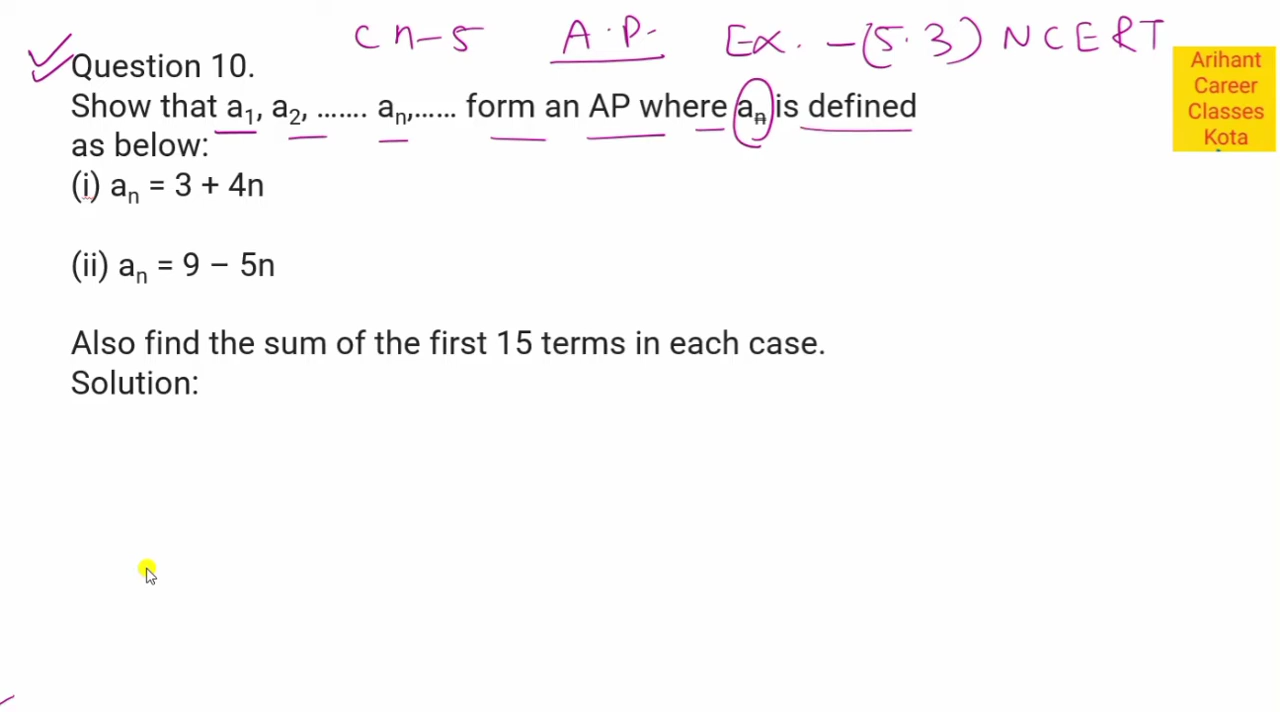 Cn-5 A.P. Ex. -(5.3) NCERT
Question 10.
Show that a₁, a₂, ……. aₙ,…… form an AP where aₙ is defined
as below:
(i) aₙ = 3 + 4n
(ii) aₙ = 9 – 5n
Also find the sum of the first 15 terms in each case.
Solution:
Arihant
Career
Classes
Kota